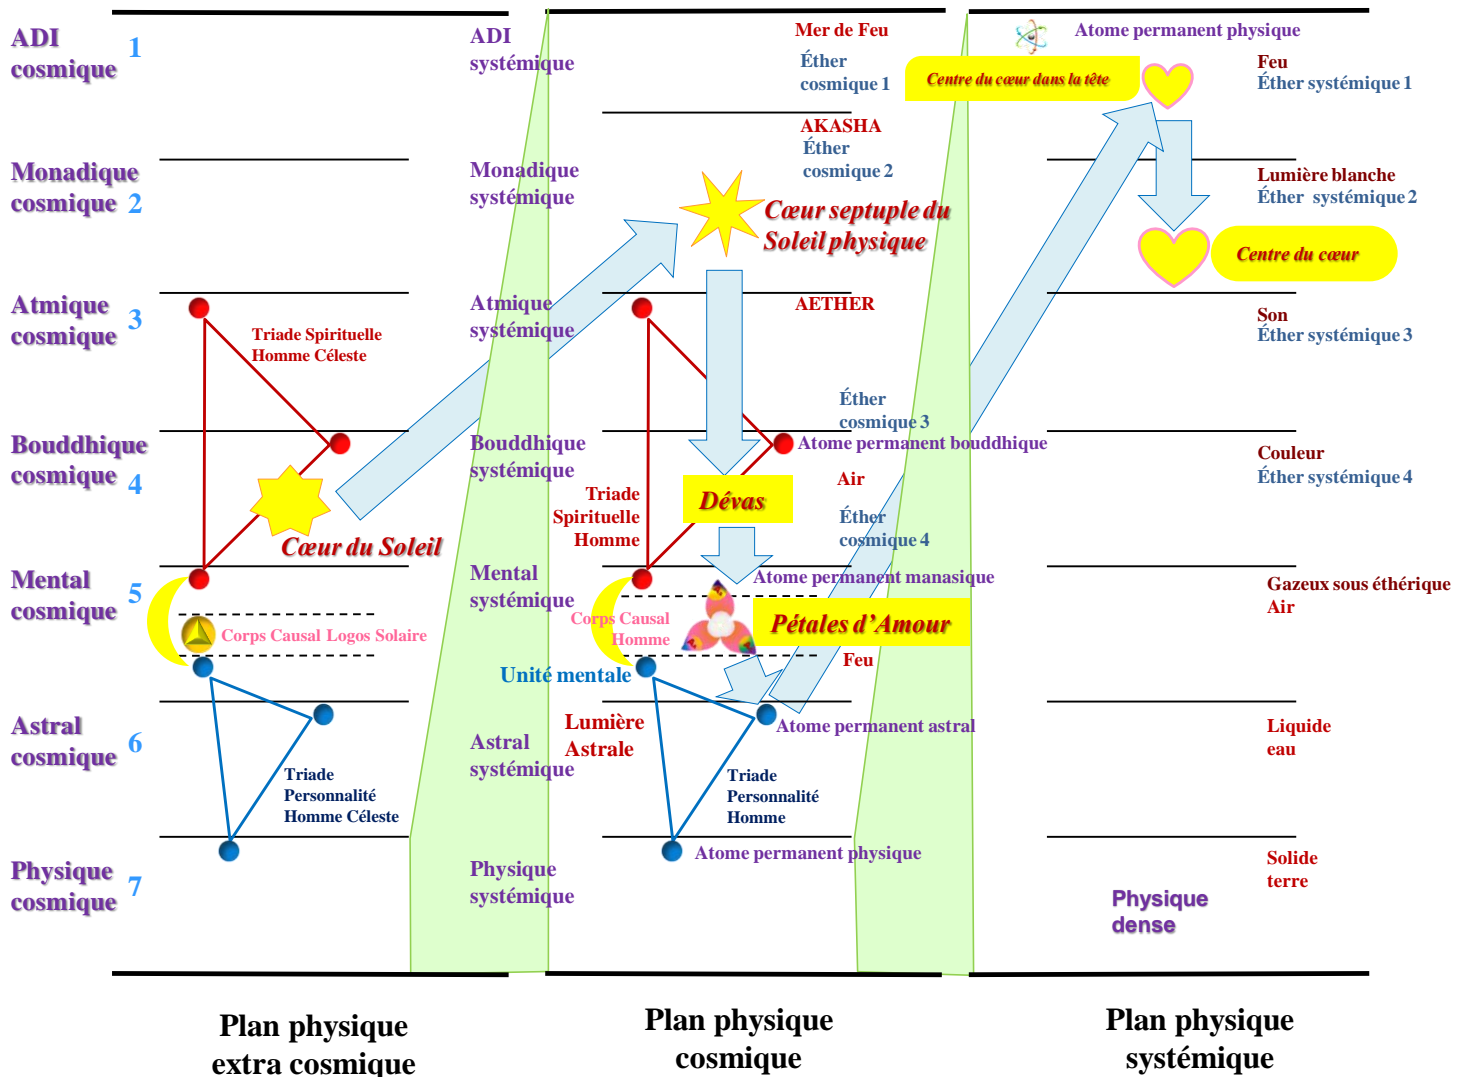 ADI
cosmique
1
Monadique
cosmique
2
Atmique
cosmique
3
Triade Spirituelle
Homme Céleste
Bouddhique
cosmique
4
Cœur du Soleil
Mental
cosmique
5
Corps Causal Logos Solaire
Astral
cosmique
6
Triade
Personnalité
Homme Céleste
Physique
cosmique
7
Plan physique
extra cosmique
ADI
systémique
Mer de Feu
Éther
cosmique 1
AKASHA
Éther
cosmique 2
Monadique
systémique
Cœur septuple du
Soleil physique
Atmique
systémique
AETHER
Éther
cosmique 3
Bouddhique
systémique
Atome permanent bouddhique
Air
Triade
Spirituelle
Homme
Dévas
Éther
cosmique 4
Mental
systémique
Atome permanent manasique
Corps Causal
Homme
Pétales d'Amour
Feu
Unité mentale
Lumière
Astrale
Atome permanent astral
Astral
systémique
Triade
Personnalité
Homme
Atome permanent physique
Physique
systémique
Plan physique
cosmique
Atome permanent physique
Centre du cœur dans la tête
Feu
Éther systémique 1
Lumière blanche
Éther systémique 2
Centre du cœur
Son
Éther systémique 3
Couleur
Éther systémique 4
Gazeux sous éthérique
Air
Liquide
eau
Solide
terre
Physique
dense
Plan physique
systémique